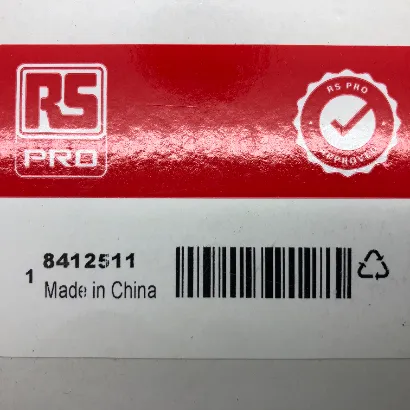 RS
PRO
RS PRO
APPROVED
8412511
1
Made in China